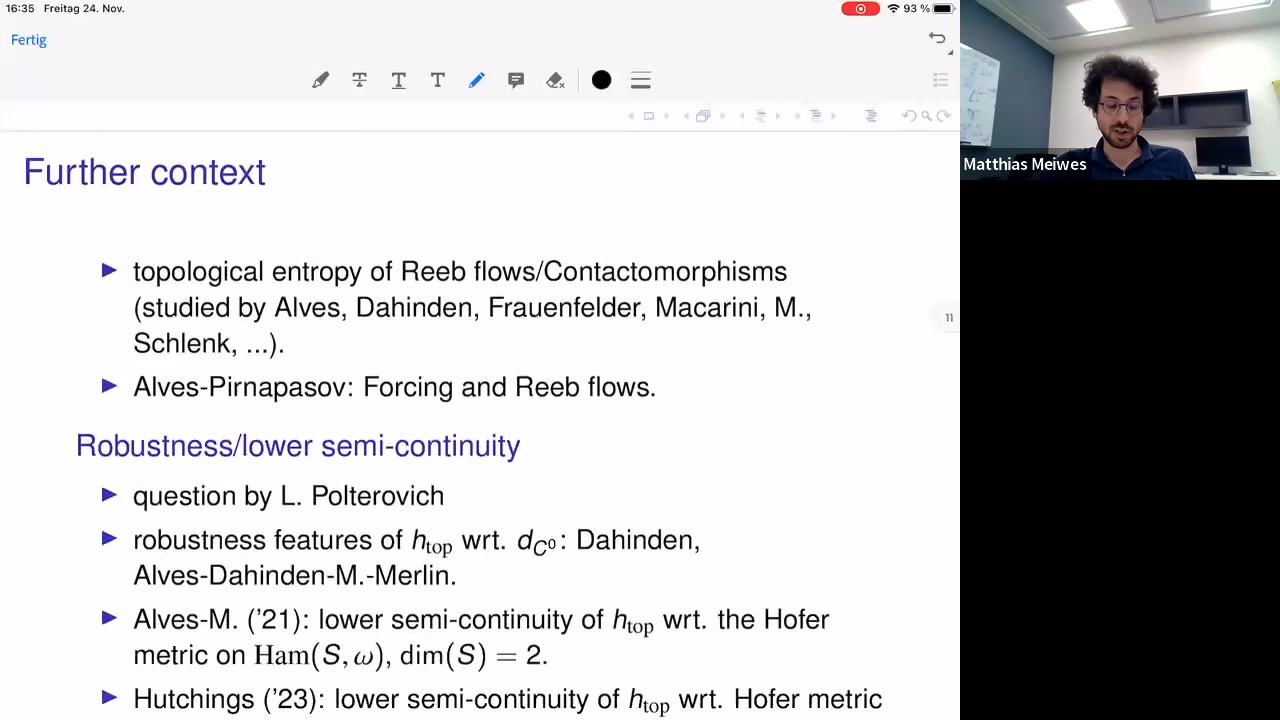 16:35 Freitag 24. Nov.
93 %
Fertig
Matthias Meiwes
Further context
▶ topological entropy of Reeb flows/Contactomorphisms
(studied by Alves, Dahinden, Frauenfelder, Macarini, M.,
Schlenk, ...).
11
▶ Alves-Pirnapasov: Forcing and Reeb flows.
Robustness/lower semi-continuity
▶ question by L. Polterovich
▶ robustness features of h_top wrt. d_{C^0}: Dahinden,
Alves-Dahinden-M.-Merlin.
▶ Alves-M. ('21): lower semi-continuity of h_top wrt. the Hofer
metric on Ham(S, ω), dim(S) = 2.
▶ Hutchings ('23): lower semi-continuity of h_top wrt. Hofer metric